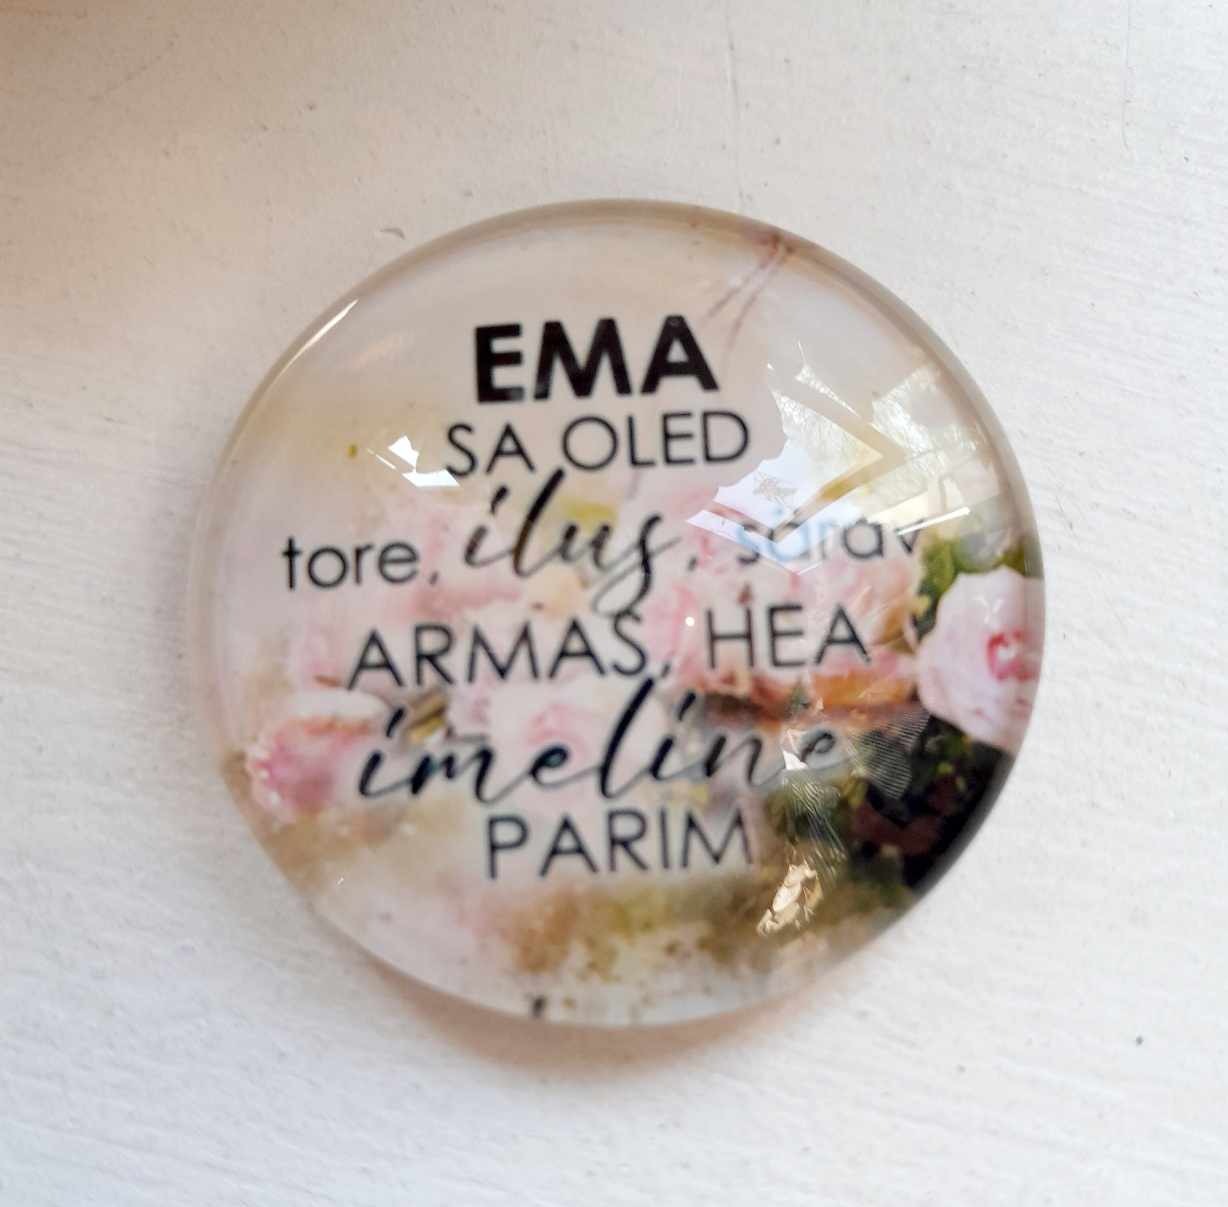 EMA
SA OLED
tore, ilus, särav
ARMAS, HEA
imeline
PARIM